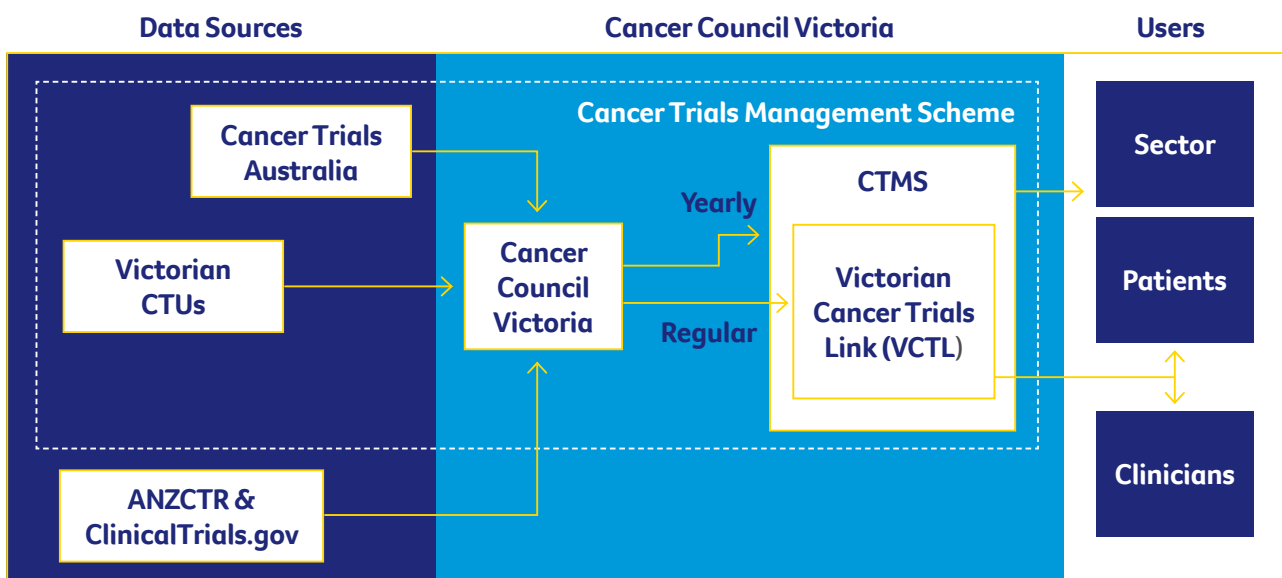 Data Sources
Cancer Council Victoria
Users
Cancer Trials Management Scheme
Cancer Trials
Australia
Victorian
CTUs
ANZCTR &
ClinicalTrials.gov
Cancer
Council
Victoria
Yearly
Regular
CTMS
Victorian
Cancer Trials
Link (VCTL)
Sector
Patients
Clinicians